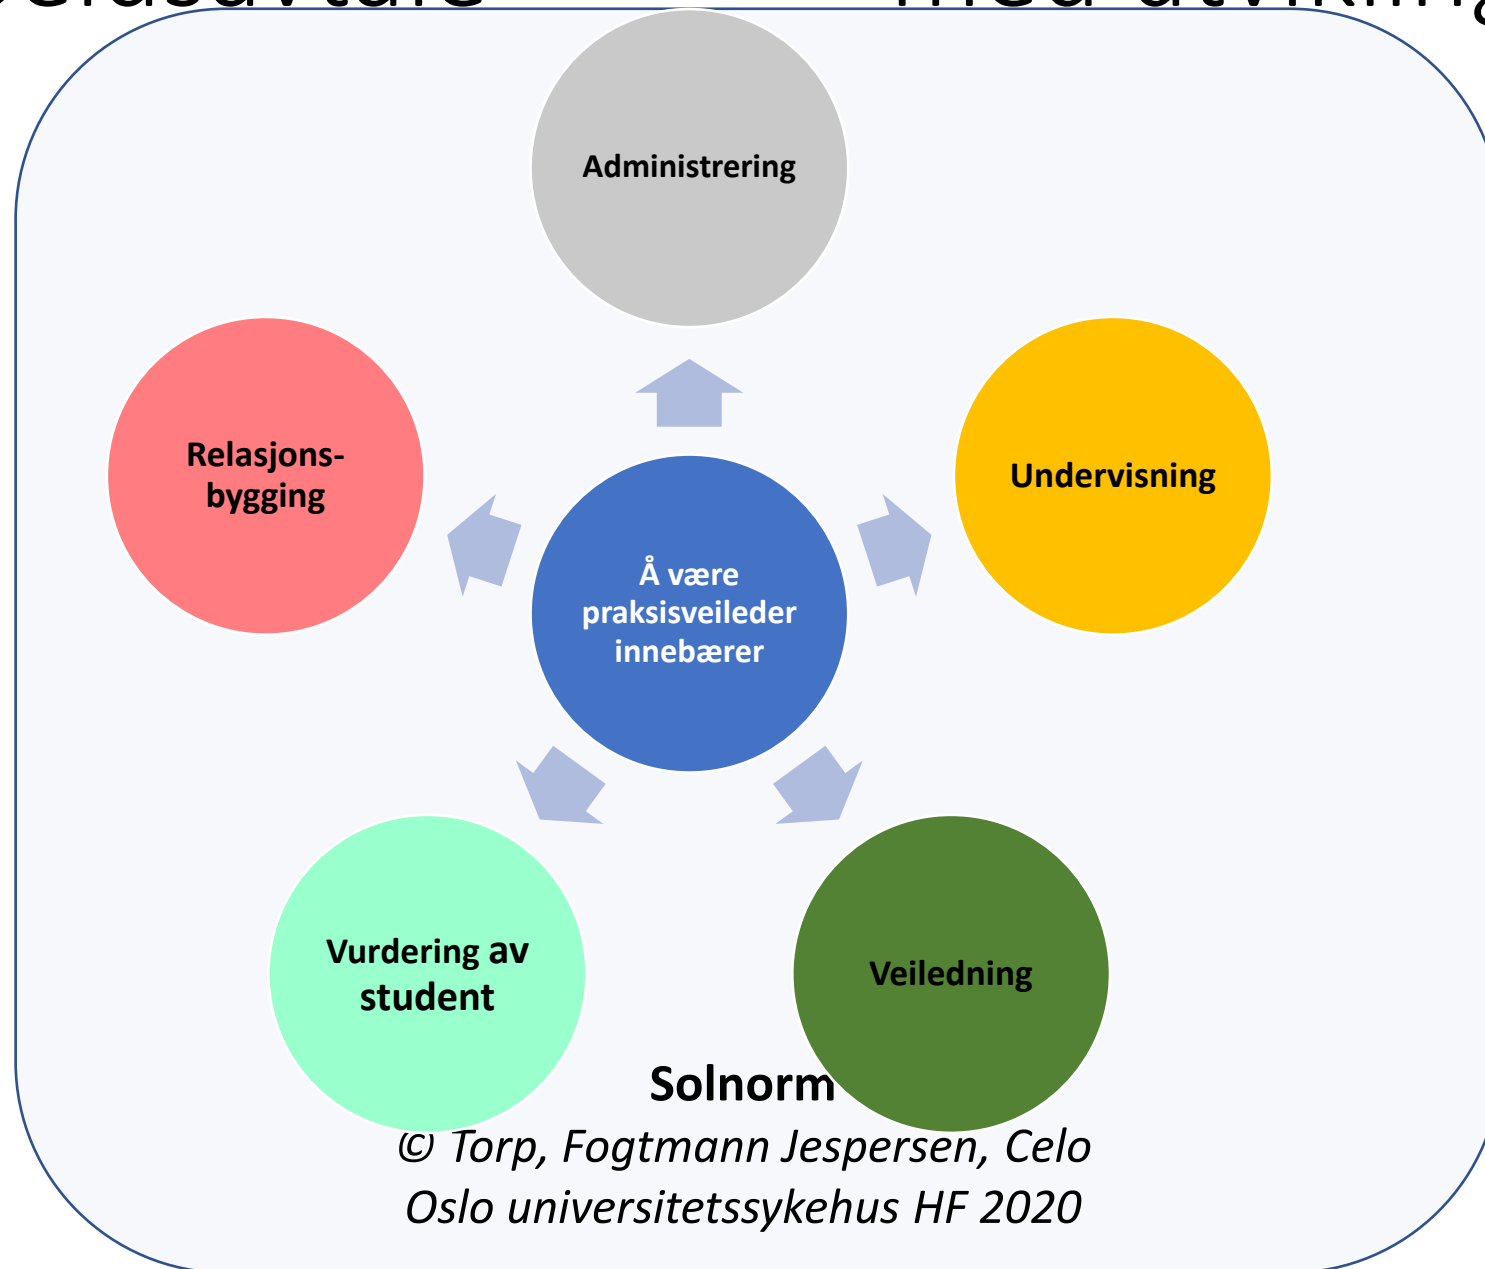 Administrering
Relasjons-
bygging
Undervisning
Å være
praksisveileder
innebærer
Vurdering av
student
Veiledning
Solnorm
© Torp, Fogtmann Jespersen, Celo
Oslo universitetssykehus HF 2020